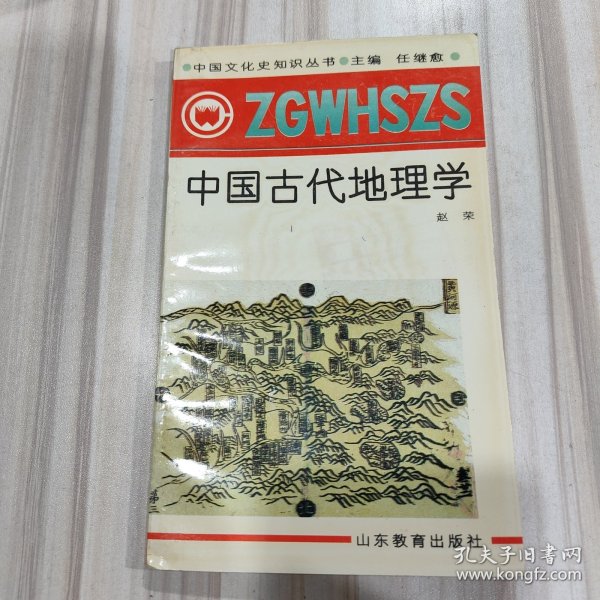 中国文化史知识丛书 主编 任继愈
ZGWHSZS
中国古代地理学
赵荣
山东教育出版社
孔夫子旧书网
www.kongfz.com